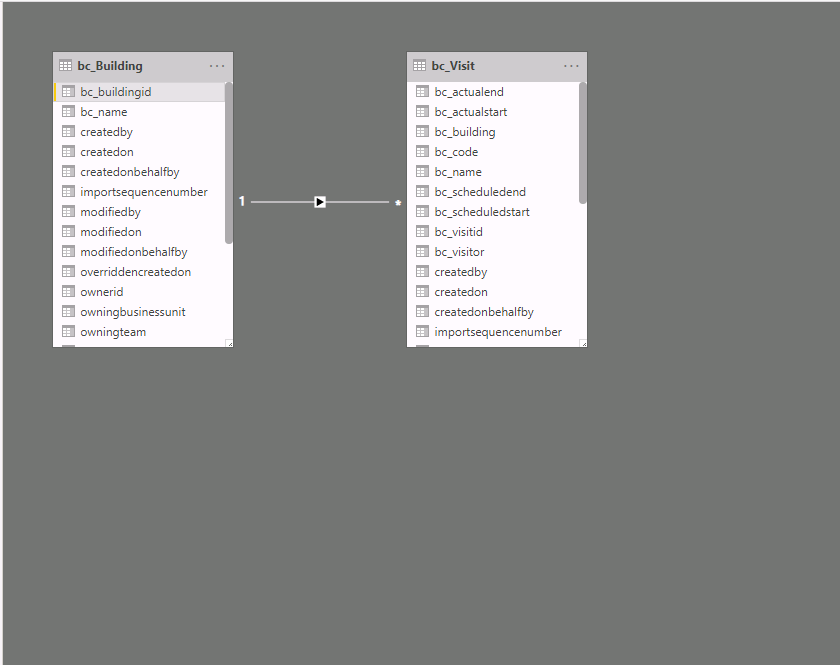 bc_Building
bc_buildingid
bc_name
createdby
createdon
createdonbehalfby
importsequencenumber
modifiedby
modifiedon
modifiedonbehalfby
overriddencreatedon
ownerid
owningbusinessunit
owningteam
1
*
bc_Visit
bc_actualend
bc_actualstart
bc_building
bc_code
bc_name
bc_scheduledend
bc_scheduledstart
bc_visitid
bc_visitor
createdby
createdon
createdonbehalfby
importsequencenumber